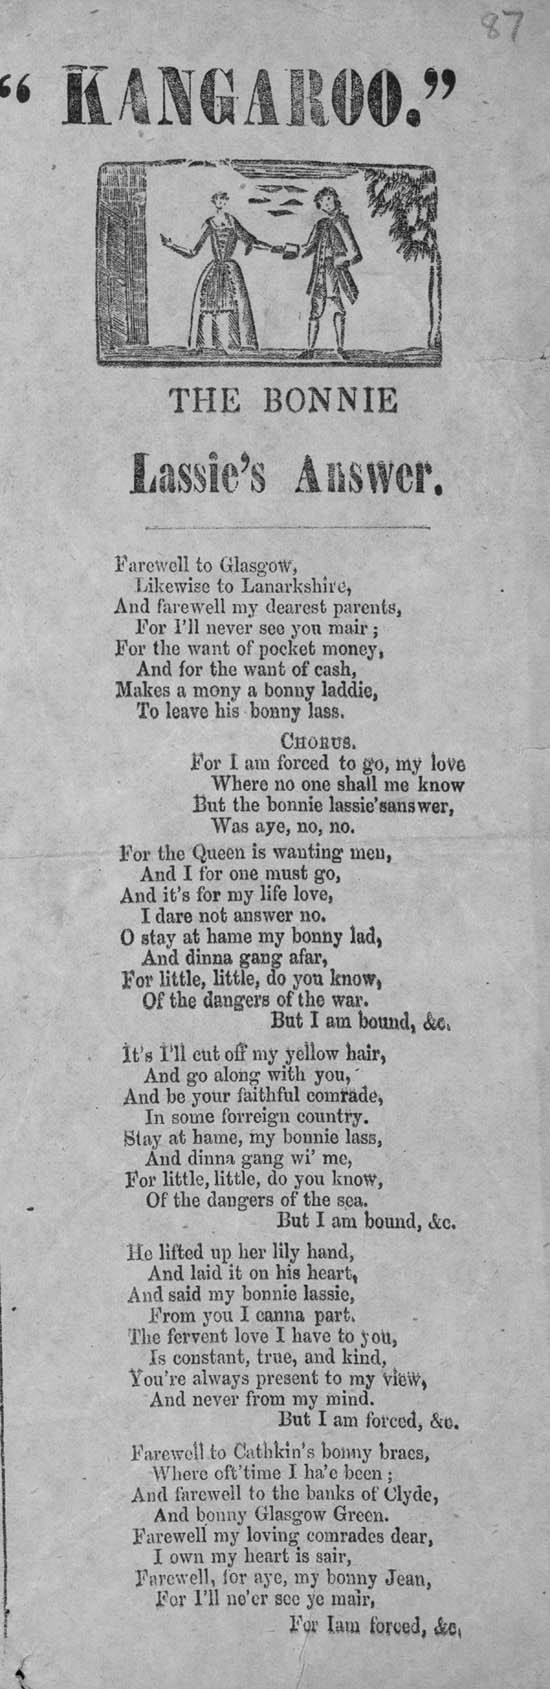 87
“ KANGAROO.”
THE BONNIE
Lassie's Answer.
Farewell to Glasgow,
Likewise to Lanarkshire,
And farewell my dearest parents,
For I'll never see you mair ;
For the want of pocket money,
And for the want of cash,
Makes a mony a bonny laddie,
To leave his bonny lass.
CHORUS.
For I am forced to go, my love
Where no one shall me know
But the bonnie lassie'sanswer,
Was aye, no, no.
For the Queen is wanting men,
And I for one must go,
And it's for my life love,
I dare not answer no.
O stay at hame my bonny lad,
And dinna gang afar,
For little, little, do you know,
Of the dangers of the war.
But I am bound, &c.
It's I'll cut off my yellow hair,
And go along with you,
And be your faithful comrade,
In some forreign country.
Stay at hame, my bonnie lass,
And dinna gang wi' me,
For little, little, do you know,
Of the dangers of the sea.
But I am bound, &c.
He lifted up her lily hand,
And laid it on his heart,
And said my bonnie lassie,
From you I canna part.
The fervent love I have to you,
Is constant, true, and kind,
You're always present to my view,
And never from my mind.
But I am forced, &c.
Farewell to Cathkin's bonny braes,
Where oft'time I ha'e been ;
And farewell to the banks of Clyde,
And bonny Glasgow Green.
Farewell my loving comrades dear,
I own my heart is sair,
Farewell, for aye, my bonny Jean,
For I'll ne'er see ye mair,
For Iam forced, &c,